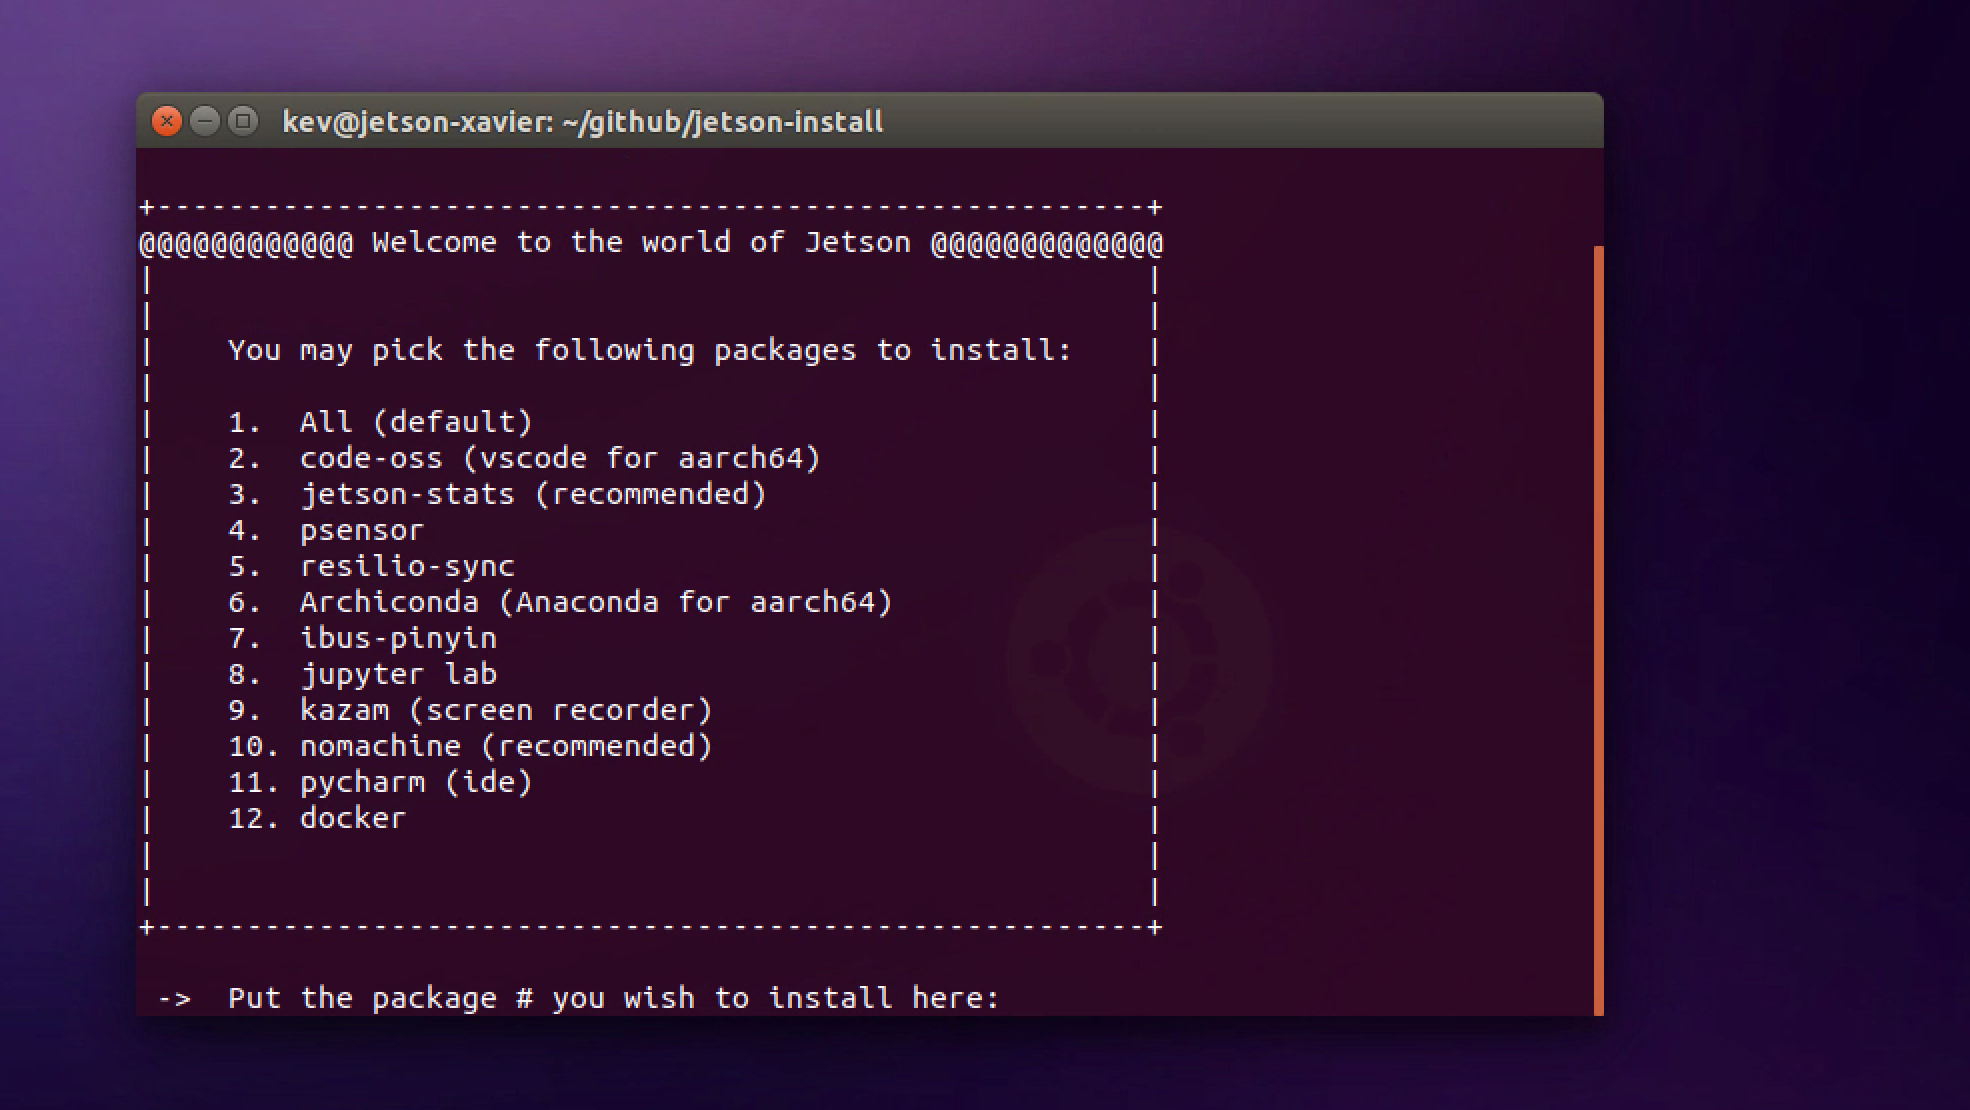 kev@jetson-xavier: ~/github/jetson-install
+-------------------------------------------------------+
@@@@@@@@@@@@ Welcome to the world of Jetson @@@@@@@@@@@@@
|                                                       |
|                                                       |
|    You may pick the following packages to install:    |
|                                                       |
|    1.  All (default)                                  |
|    2.  code-oss (vscode for aarch64)                  |
|    3.  jetson-stats (recommended)                     |
|    4.  psensor                                        |
|    5.  resilio-sync                                   |
|    6.  Archiconda (Anaconda for aarch64)              |
|    7.  ibus-pinyin                                    |
|    8.  jupyter lab                                    |
|    9.  kazam (screen recorder)                        |
|    10. nomachine (recommended)                        |
|    11. pycharm (ide)                                  |
|    12. docker                                         |
|                                                       |
|                                                       |
+-------------------------------------------------------+
 ->  Put the package # you wish to install here: